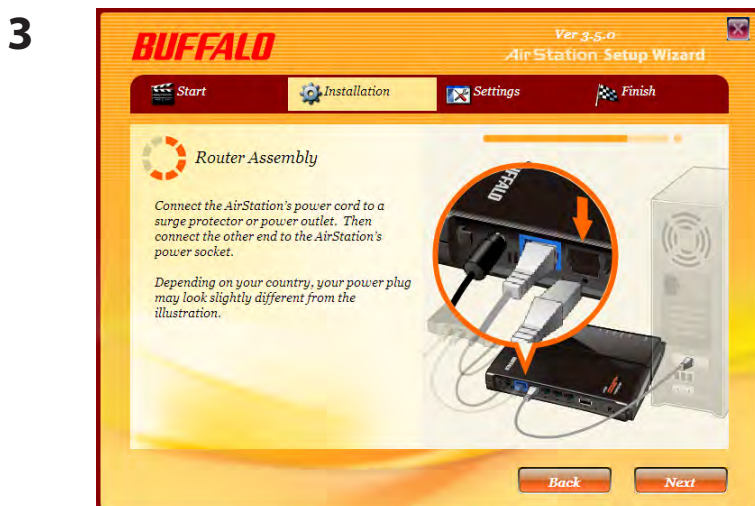 3
BUFFALO
Ver 3.5.0
AirStation Setup Wizard
Start
Installation
Settings
Finish
Router Assembly
Connect the AirStation's power cord to a
surge protector or power outlet.  Then
connect the other end to the AirStation's
power socket.
Depending on your country, your power plug
may look slightly different from the
illustration.
BUFFALO
Back
Next